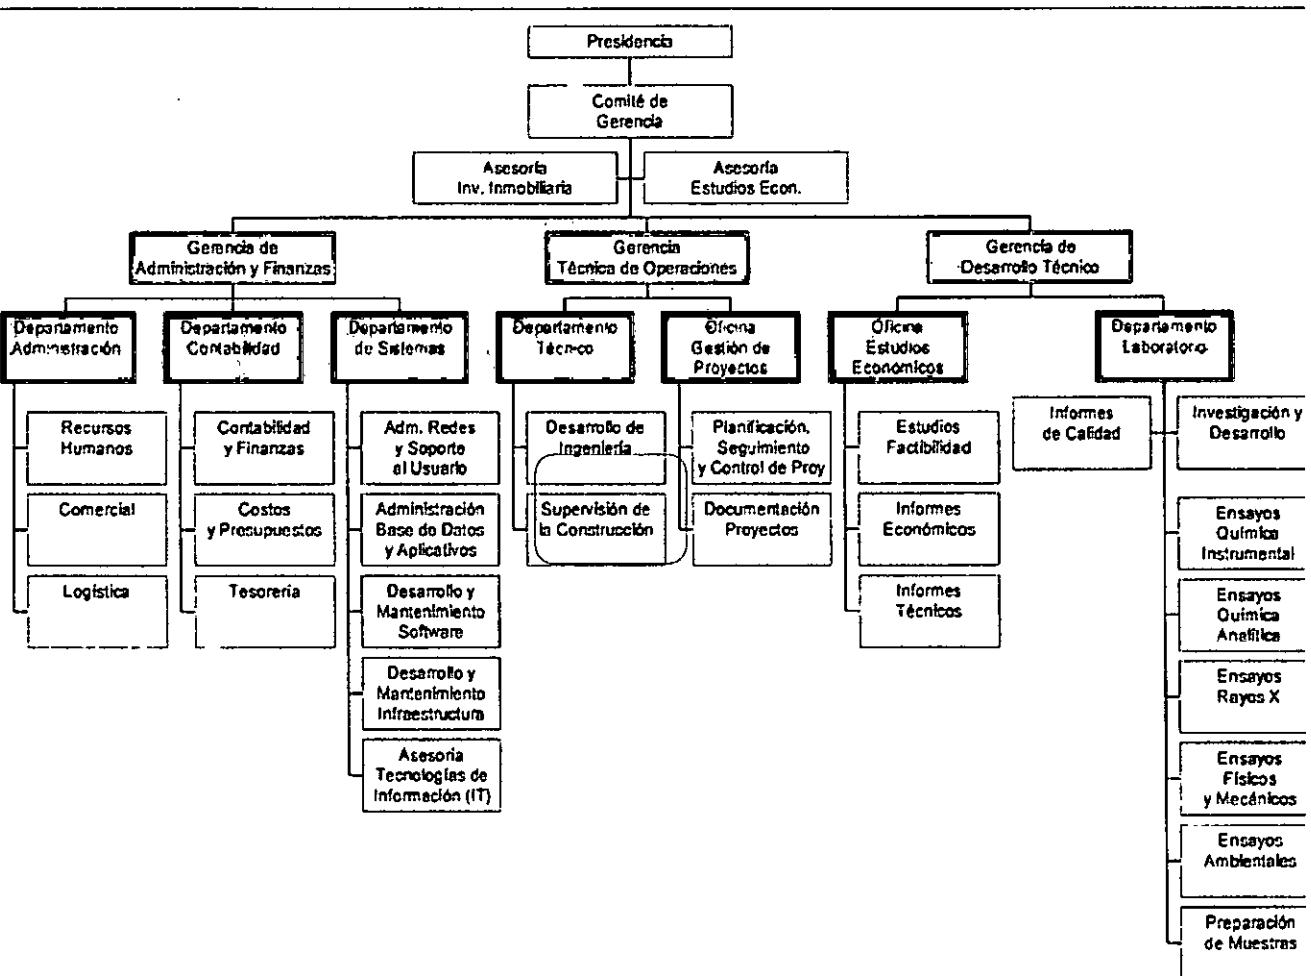 Presidencia
Comité de
Gerencia
Asesoría
Inv. Inmobiliaria
Asesoría
Estudios Econ.
Gerencia de
Administración y Finanzas
Gerencia
Técnica de Operaciones
Gerencia de
Desarrollo Técnico
Departamento
Administración
Departamento
Contabilidad
Departamento
de Sistemas
Departamento
Técnico
Oficina
Gestión de
Proyectos
Oficina
Estudios
Económicos
Departamento
Laboratorio
Recursos
Humanos
Comercial
Logística
Contabilidad
y Finanzas
Costos
y Presupuestos
Tesorería
Adm. Redes
y Soporte
al Usuario
Administración
Base de Datos
y Aplicativos
Desarrollo y
Mantenimiento
Software
Desarrollo y
Mantenimiento
Infraestructura
Asesoría
Tecnologías de
Información (IT)
Desarrollo de
Ingeniería
Supervisión de
la Construcción
Planificación,
Seguimiento
y Control de Proy
Documentación
Proyectos
Estudios
Factibilidad
Informes
Económicos
Informes
Técnicos
Informes
de Calidad
Investigación y
Desarrollo
Ensayos
Química
Instrumental
Ensayos
Química
Analítica
Ensayos
Rayos X
Ensayos
Físicos
y Mecánicos
Ensayos
Ambientales
Preparación
de Muestras